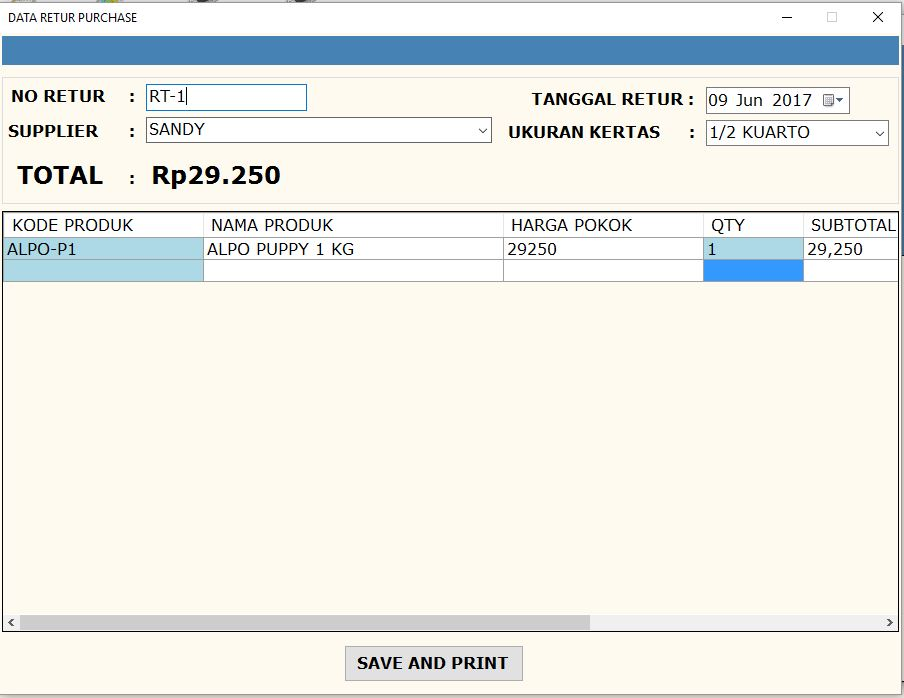 DATA RETUR PURCHASE
NO RETUR : RT-1 TANGGAL RETUR : 09 Jun 2017
SUPPLIER : SANDY UKURAN KERTAS : 1/2 KUARTO
TOTAL : Rp29.250
KODE PRODUK NAMA PRODUK HARGA POKOK QTY SUBTOTAL
ALPO-P1 ALPO PUPPY 1 KG 29250 1 29,250
SAVE AND PRINT